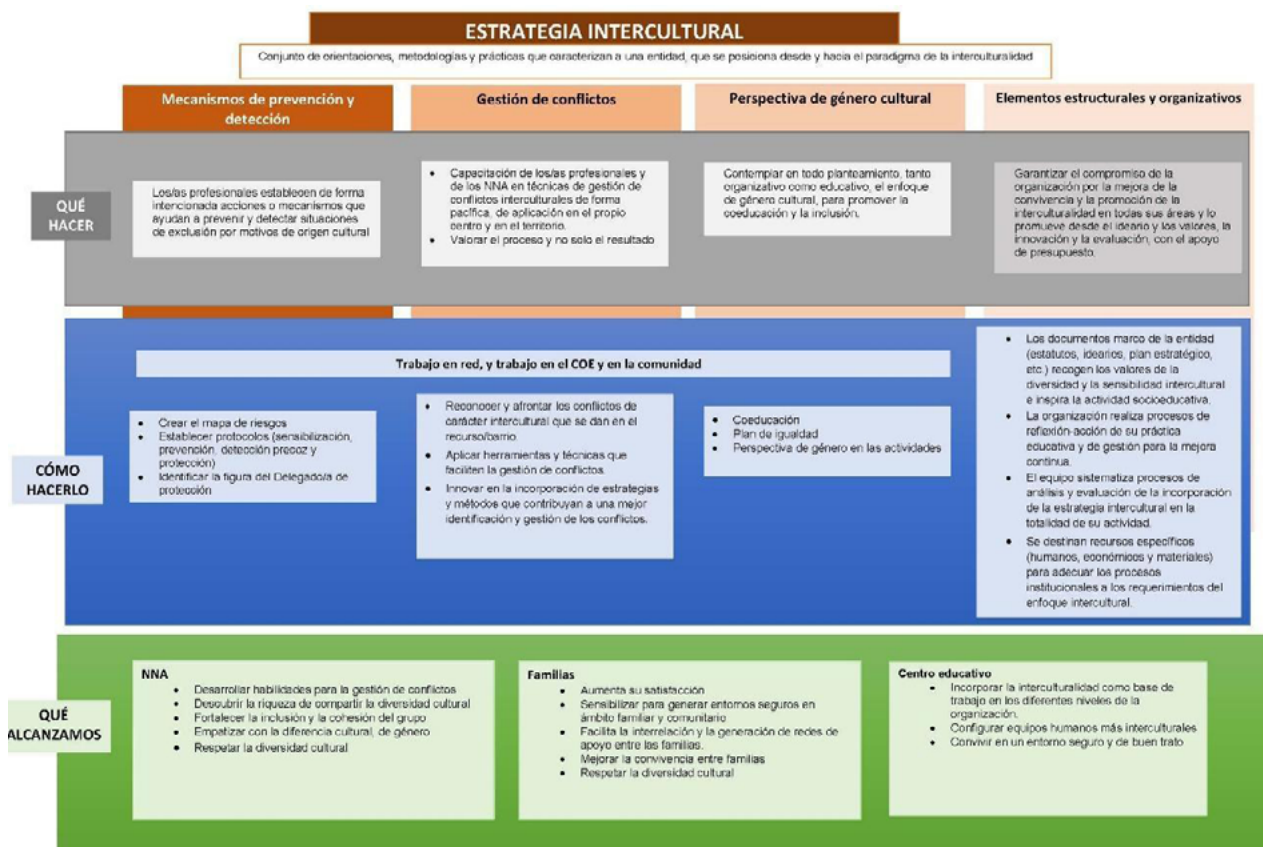 ESTRATEGIA INTERCULTURAL
Conjunto de orientaciones, metodologías y prácticas que caracterizan a una entidad, que se posiciona desde y hacia el paradigma de la interculturalidad
Mecanismos de prevención y
detección
Gestión de conflictos
Perspectiva de género cultural
Elementos estructurales y organizativos
QUÉ
HACER
Los/as profesionales establecen de forma
intencionada acciones o mecanismos que
ayudan a prevenir y detectar situaciones
de exclusión por motivos de origen cultural
• Capacitación de los/as profesionales y
de los NNA en técnicas de gestión de
conflictos interculturales de forma
pacífica, de aplicación en el propio
centro y en el territorio.
• Valorar el proceso y no solo el resultado
Contemplar en todo planteamiento, tanto
organizativo como educativo, el enfoque
de género cultural, para promover la
coeducación y la inclusión.
Garantizar el compromiso de la
organización por la mejora de la
convivencia y la promoción de la
interculturalidad en todas sus áreas y lo
promueve desde el ideario y los valores, la
innovación y la evaluación, con el apoyo
de presupuesto.
CÓMO
HACERLO
Trabajo en red, y trabajo en el COE y en la comunidad
• Crear el mapa de riesgos
• Establecer protocolos (sensibilización,
prevención, detección precoz y
protección)
• Identificar la figura del Delegado/a de
protección
• Reconocer y afrontar los conflictos de
carácter intercultural que se dan en el
recurso/barrio.
• Aplicar herramientas y técnicas que
faciliten la gestión de conflictos.
• Innovar en la incorporación de estrategias
y métodos que contribuyan a una mejor
identificación y gestión de los conflictos.
• Coeducación
• Plan de igualdad
• Perspectiva de género en las actividades
• Los documentos marco de la entidad
(estatutos, idearios, plan estratégico,
etc.) recogen los valores de la
diversidad y la sensibilidad intercultural
e inspira la actividad socioeducativa.
• La organización realiza procesos de
reflexión-acción de su práctica
educativa y de gestión para la mejora
continua.
• El equipo sistematiza procesos de
análisis y evaluación de la incorporación
de la estrategia intercultural en la
totalidad de su actividad.
• Se destinan recursos específicos
(humanos, económicos y materiales)
para adecuar los procesos
institucionales a los requerimientos del
enfoque intercultural.
QUÉ
ALCANZAMOS
NNA
• Desarrollar habilidades para la gestión de conflictos
• Descubrir la riqueza de compartir la diversidad cultural
• Fortalecer la inclusión y la cohesión del grupo
• Empatizar con la diferencia cultural, de género
• Respetar la diversidad cultural
Familias
• Aumenta su satisfacción
• Sensibilizar para generar entornos seguros en
ámbito familiar y comunitario
• Facilita la interrelación y la generación de redes de
apoyo entre las familias.
• Mejorar la convivencia entre familias
• Respetar la diversidad cultural
Centro educativo
• Incorporar la interculturalidad como base de
trabajo en los diferentes niveles de la
organización.
• Configurar equipos humanos más interculturales
• Convivir en un entorno seguro y de buen trato